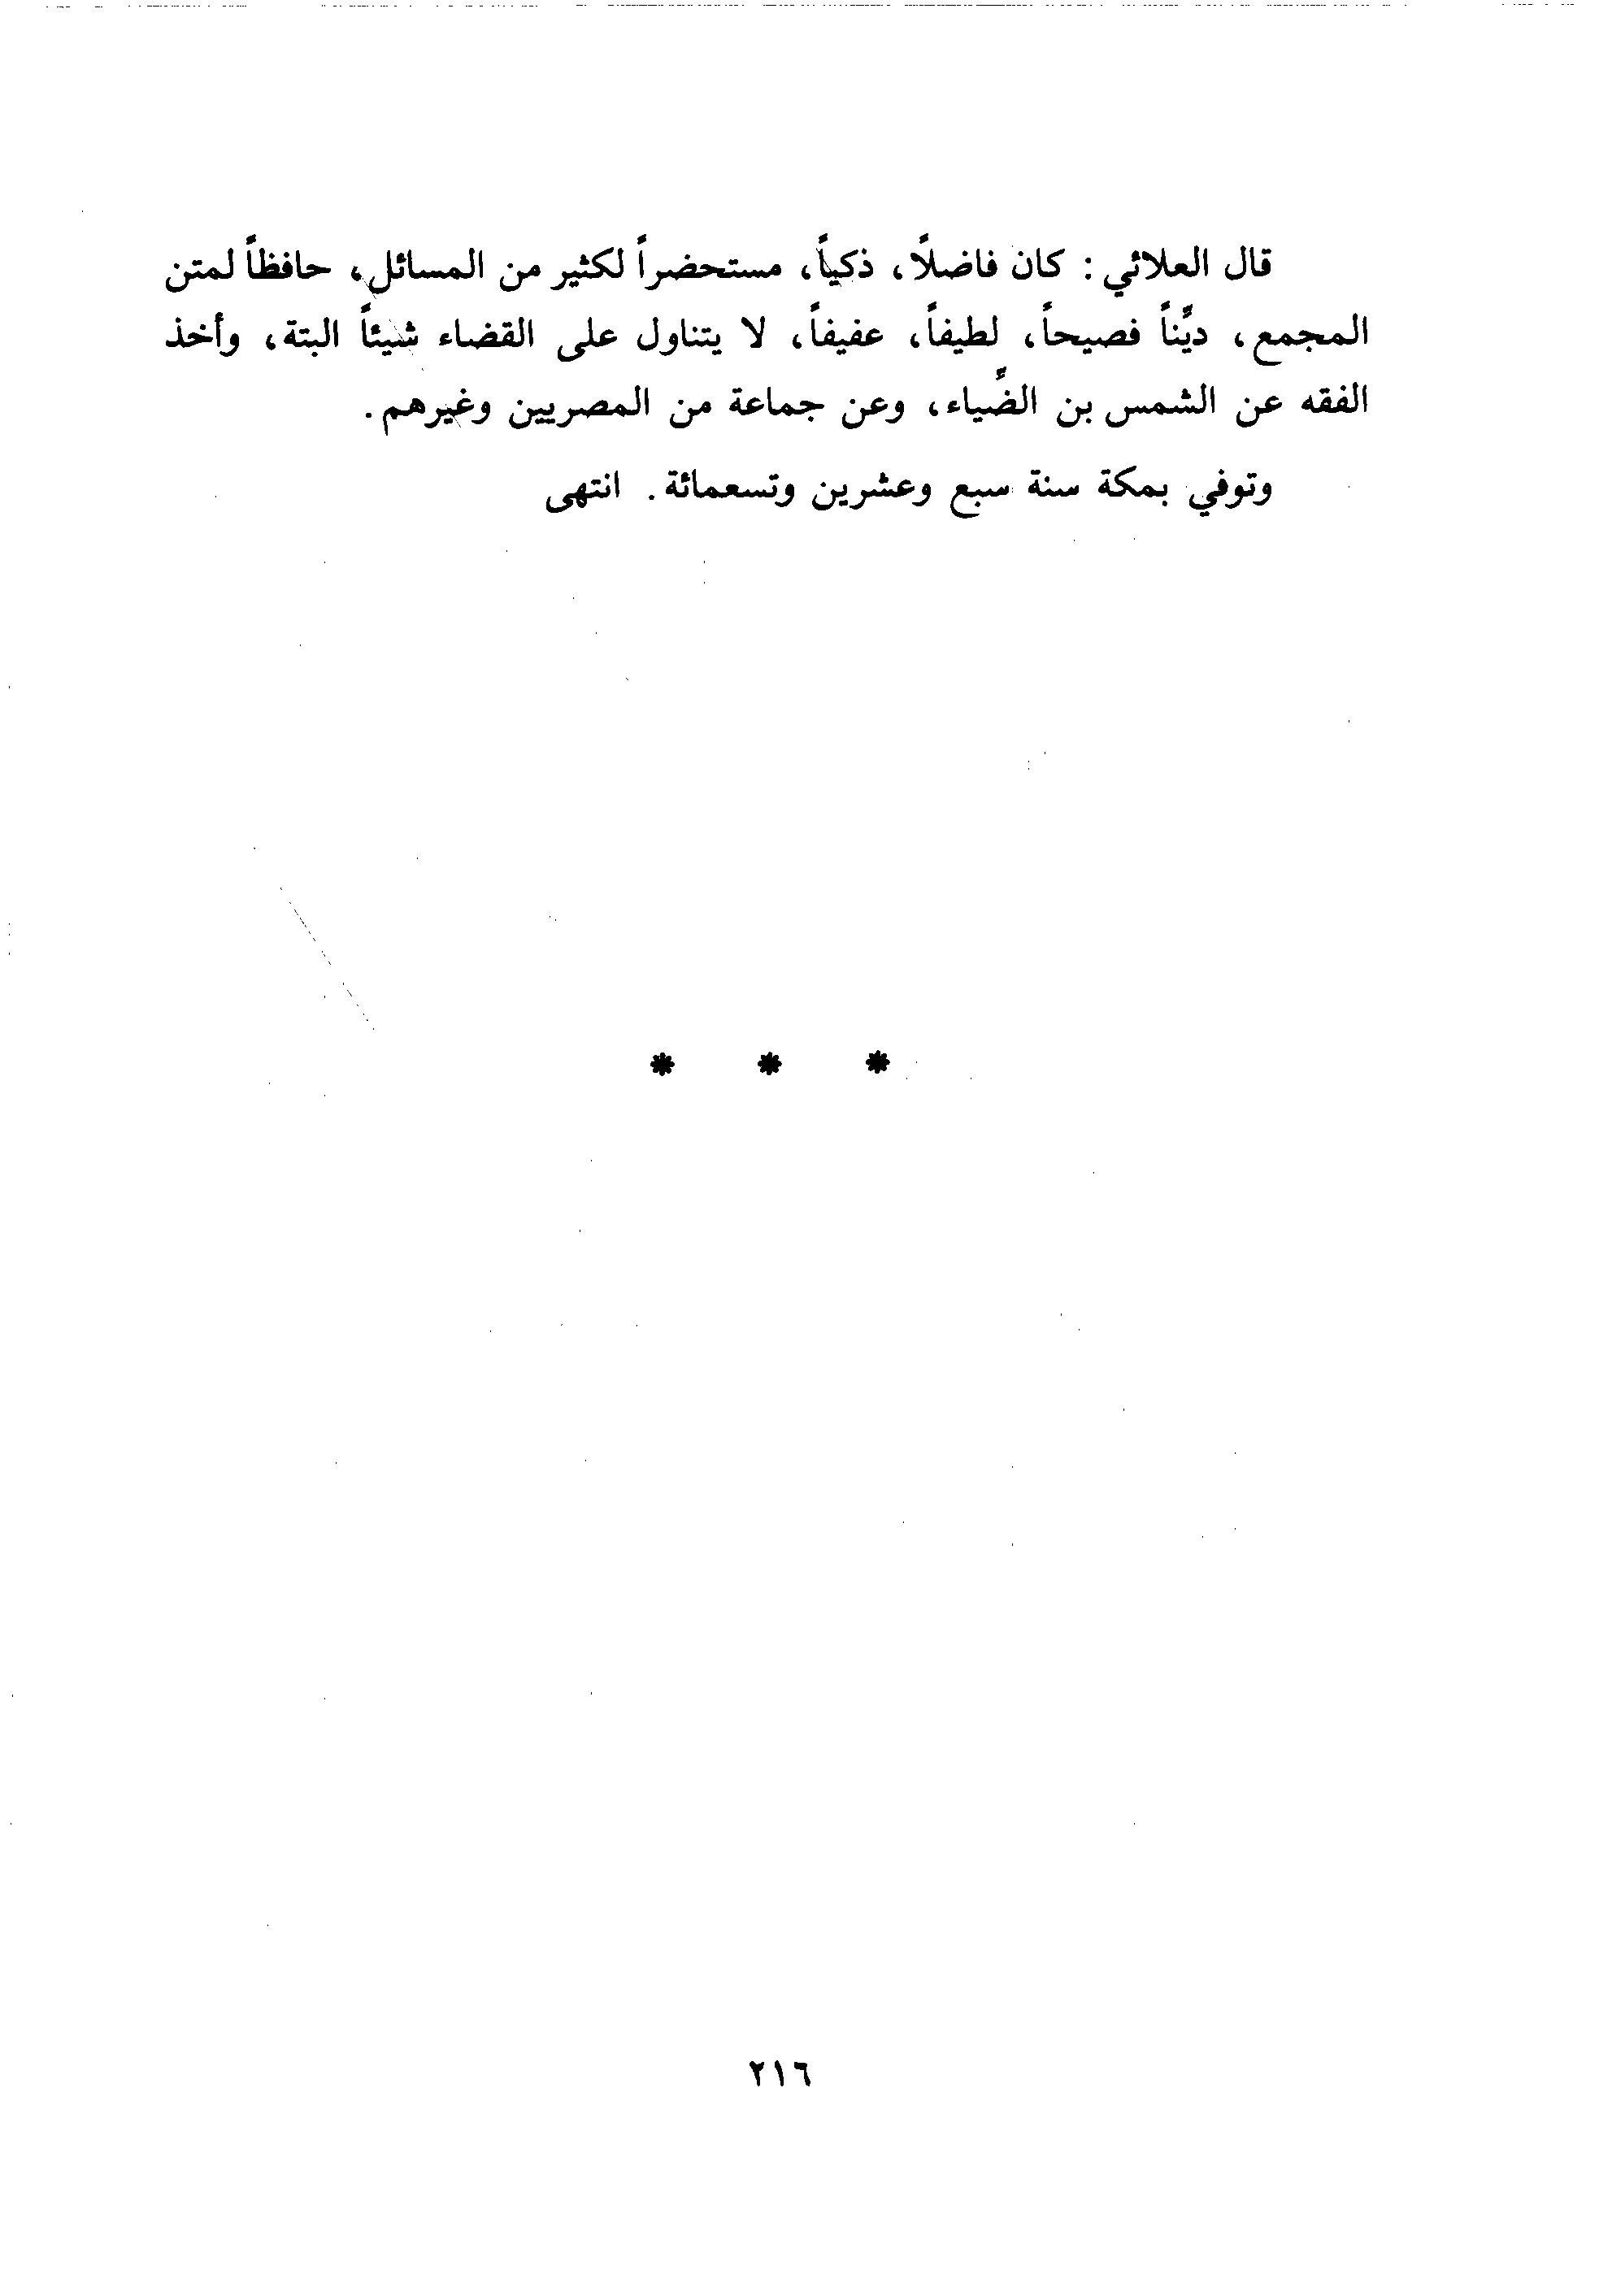 قال العلائي : كان فاضلاً، ذكياً، مستحضراً لكثير من المسائل، حافظاً لمتن
المجمع، ديِّناً فصيحاً، لطيفاً، عفيفاً، لا يتناول على القضاء شيئاً البتة، وأخذ
الفقه عن الشمس بن الضِّياء، وعن جماعة من المصريين وغيرهم.
وتوفي بمكة سنة سبع وعشرين وتسعمائة. انتهى
* * *
٢١٦